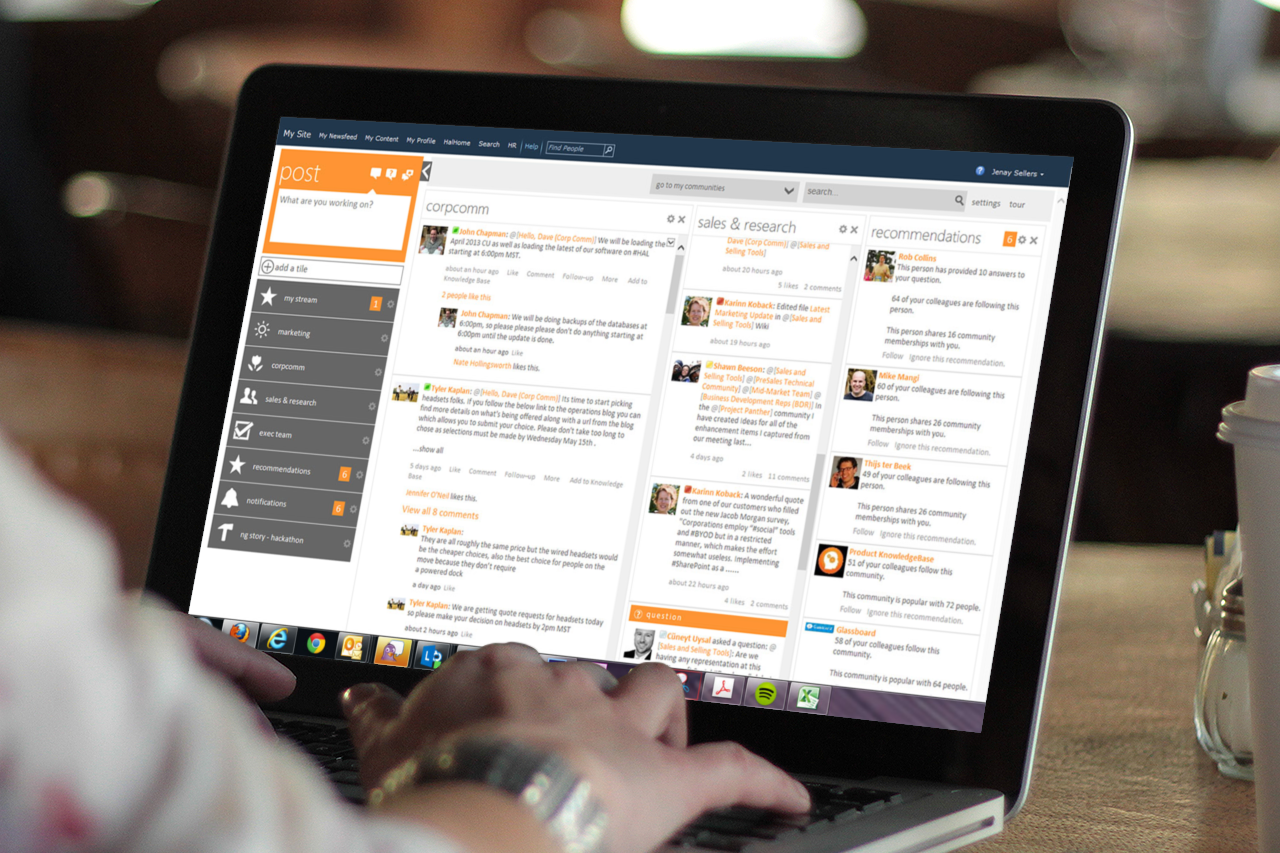 My Site My Newsfeed My Content My Profile HalHome Search HR Help Find People
Jenay Sellers
post
What are you working on?
add a tile
my stream 1
marketing
corpcomm
sales & research
exec team
recommendations 6
notifications 6
ng story - hackathon
go to my communities
search...
settings tour
corpcomm
John Chapman: @[Hello, Dave (Corp Comm)] We will be loading the
April 2013 CU as well as loading the latest of our software on #HAL
starting at 6:00pm MST.
about an hour ago Like Comment Follow-up More Add to
Knowledge Base
2 people like this
John Chapman: We will be doing backups of the databases at
6:00pm, so please please please don't do anything starting at
6:00pm until the update is done.
about an hour ago Like
Nate Hollingsworth likes this.
Tyler Kaplan: @[Hello, Dave (Corp Comm)] Its time to start picking
headsets folks. If you follow the below link to the operations blog you can
find more details on what's being offered along with a url from the blog
which allows you to submit your choice. Please don't take too long to
chose as selections must be made by Wednesday May 15th .
...show all
5 days ago Like Comment Follow-up More Add to Knowledge
Base
Jennifer O'Neil likes this.
View all 8 comments
Tyler Kaplan:
They are all roughly the same price but the wired headsets would
be the cheaper choices, also the best choice for people on the
move because they don't require
a powered dock
a day ago Like
Tyler Kaplan: We are getting quote requests for headsets today
so please make your decision on headsets by 2pm MST
about 2 hours ago Like
sales & research
Dave (Corp Comm)] @[Sales and
Selling Tools]
about 20 hours ago
5 likes 2 comments
Karinn Koback: Edited file Latest
Marketing Update in @[Sales and
Selling Tools] Wiki
about 19 hours ago
Shawn Beeson: @[Sales and
Selling Tools] @[PreSales Technical
Community] @[Mid-Market Team] @
[Business Development Reps (BDR)] In
the @[Project Panther] community I
have created ideas for all of the
enhancement items I captured from
our meeting last...
4 days ago
2 likes 11 comments
Karinn Koback: A wonderful quote
from one of our customers who filled
out the new Jacob Morgan survey,
"Corporations employ "#social" tools
and #BYOD but in a restricted
manner, which makes the effort
somewhat useless. Implementing
#SharePoint as a ......
about 22 hours ago
4 likes 2 comments
question
Cüneyt Uysal asked a question: @
[Sales and Selling Tools]: Are we
having any representation at this
recommendations 6
Rob Collins
This person has provided 10 answers to
your question.
64 of your colleagues are following this
person.
This person shares 16 community
memberships with you.
Follow Ignore this recommendation.
Mike Mangi
60 of your colleagues are following this
person.
This person shares 26 community
memberships with you.
Follow Ignore this recommendation.
Thijs ter Beek
49 of your colleagues are following this
person.
This person shares 26 community
memberships with you.
Follow Ignore this recommendation.
Product KnowledgeBase
51 of your colleagues follow this
community.
This community is popular with 72 people.
Follow Ignore this recommendation.
Glassboard
58 of your colleagues follow this
community.
This community is popular with 64 people.